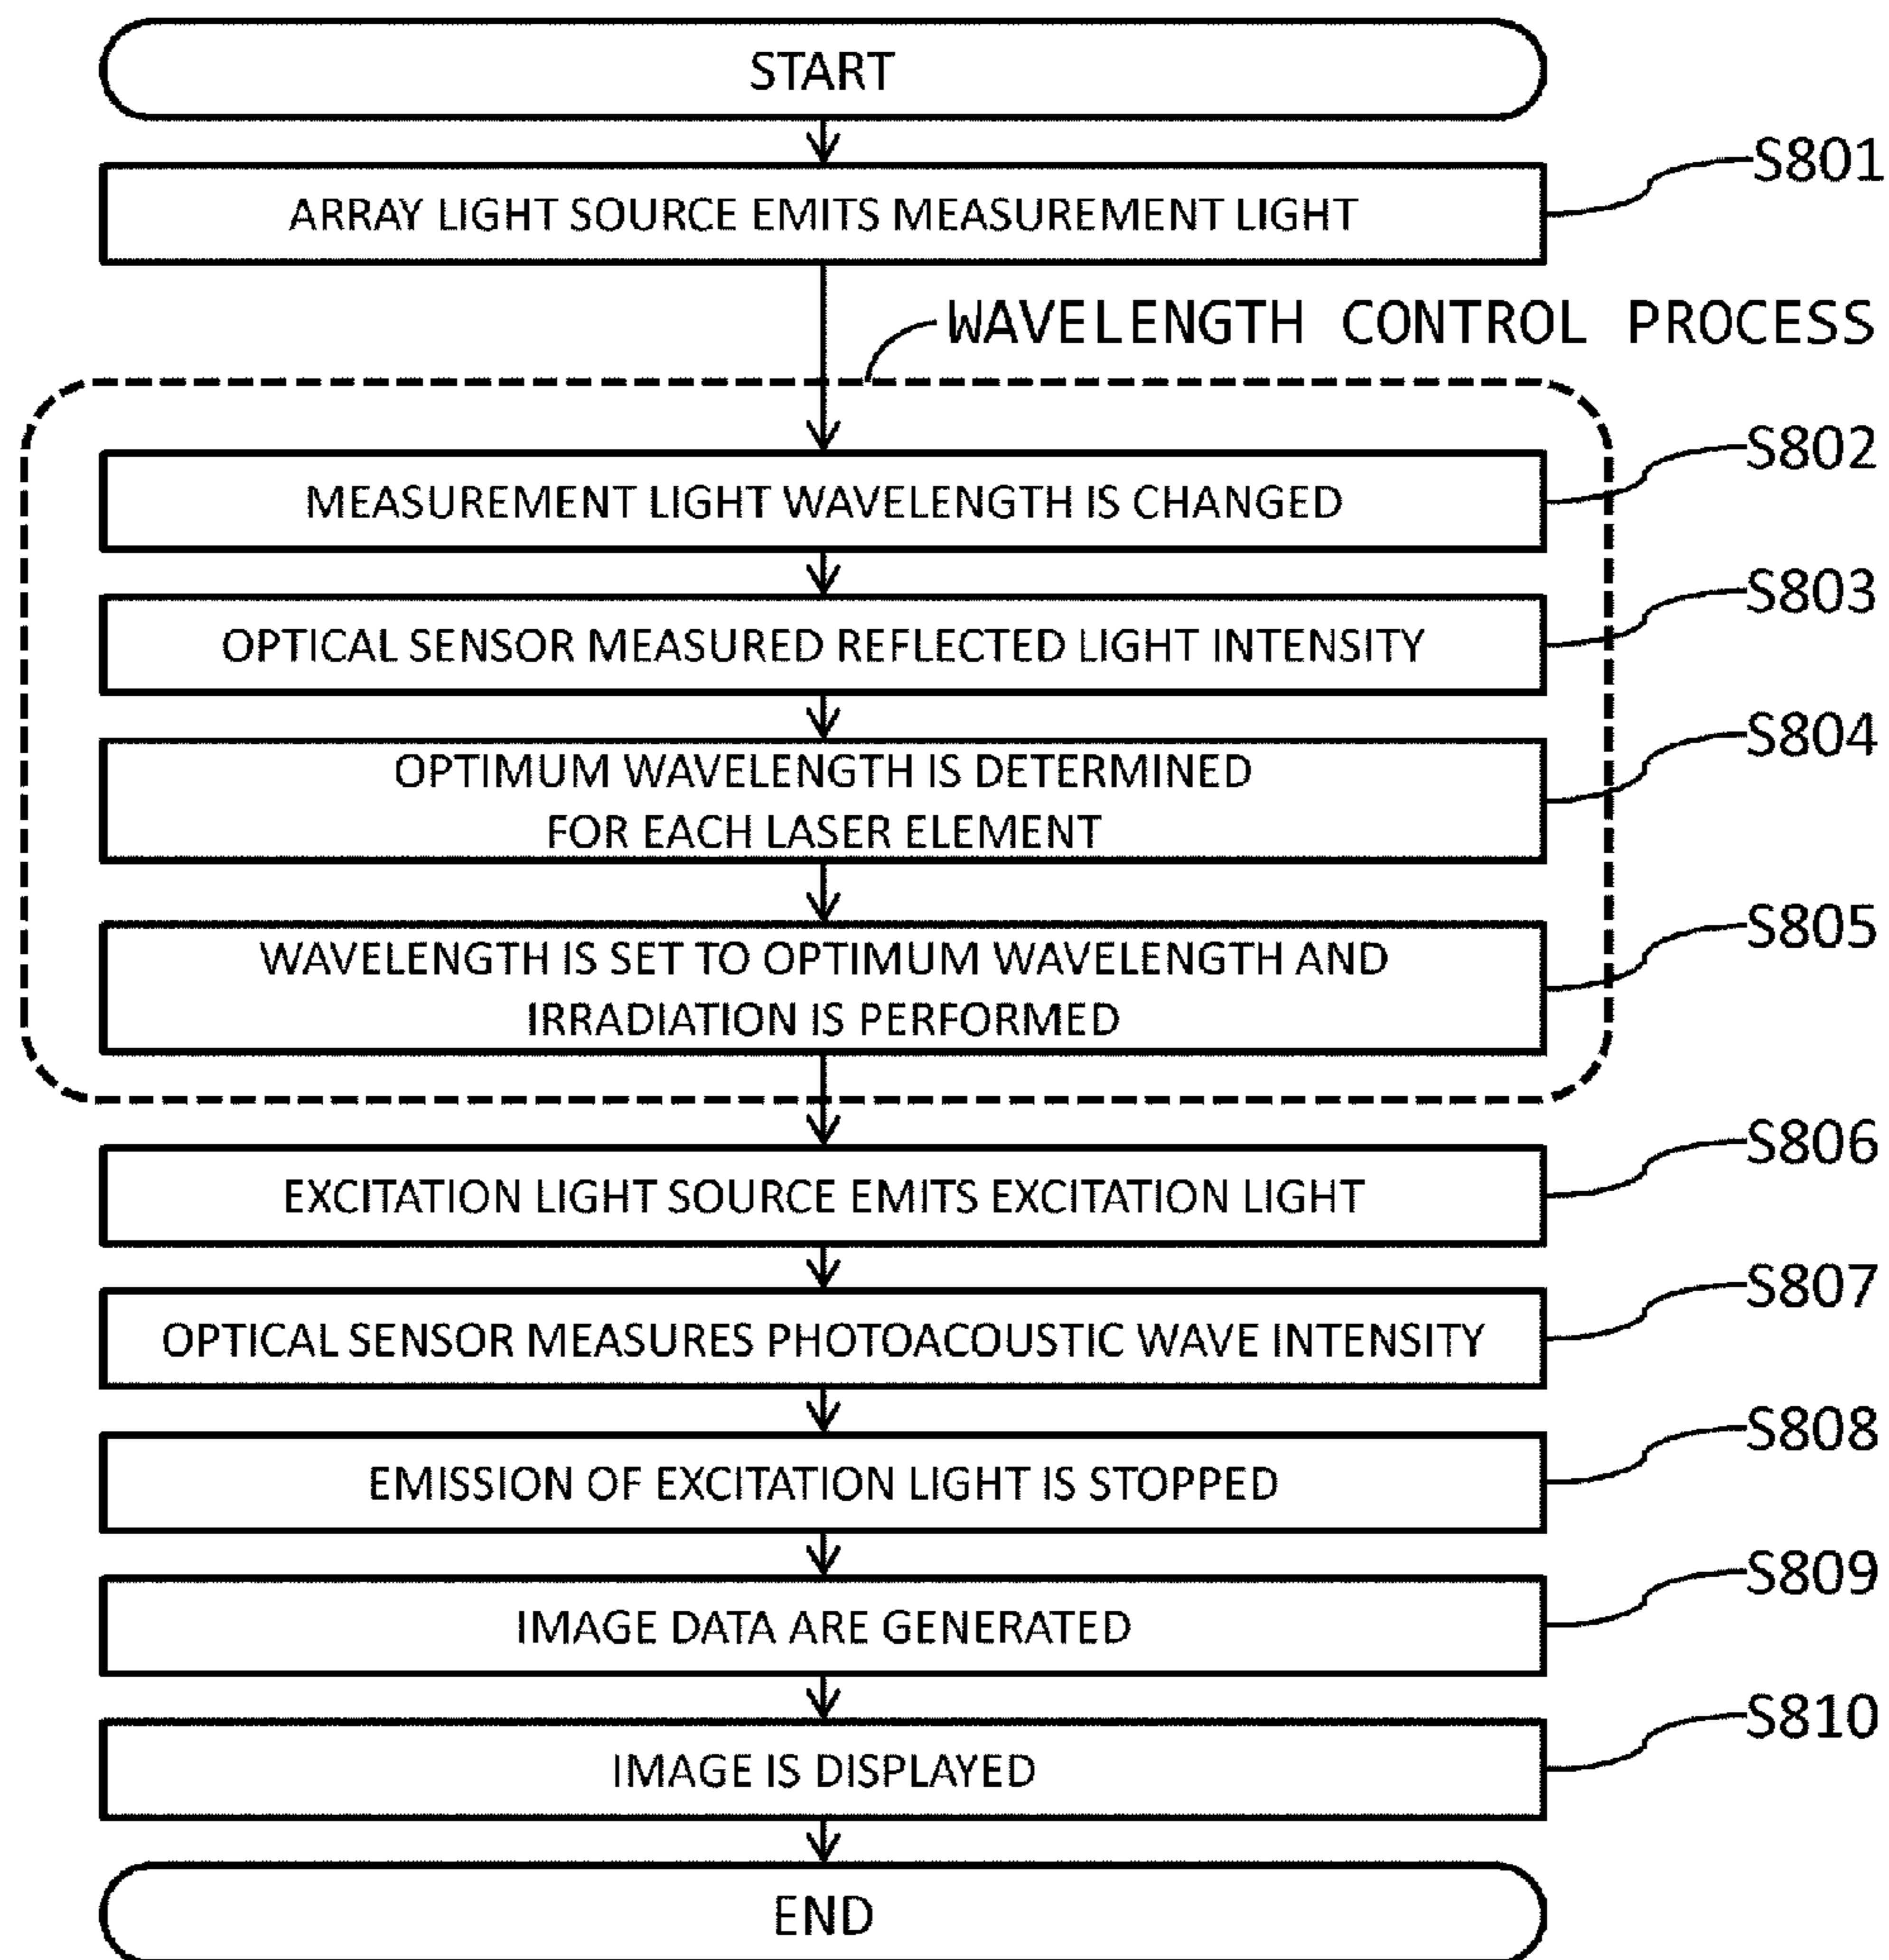 START
ARRAY LIGHT SOURCE EMITS MEASUREMENT LIGHT
S801
WAVELENGTH CONTROL PROCESS
MEASUREMENT LIGHT WAVELENGTH IS CHANGED
S802
OPTICAL SENSOR MEASURED REFLECTED LIGHT INTENSITY
S803
OPTIMUM WAVELENGTH IS DETERMINED
FOR EACH LASER ELEMENT
S804
WAVELENGTH IS SET TO OPTIMUM WAVELENGTH AND
IRRADIATION IS PERFORMED
S805
EXCITATION LIGHT SOURCE EMITS EXCITATION LIGHT
S806
OPTICAL SENSOR MEASURES PHOTOACOUSTIC WAVE INTENSITY
S807
EMISSION OF EXCITATION LIGHT IS STOPPED
S808
IMAGE DATA ARE GENERATED
S809
IMAGE IS DISPLAYED
S810
END